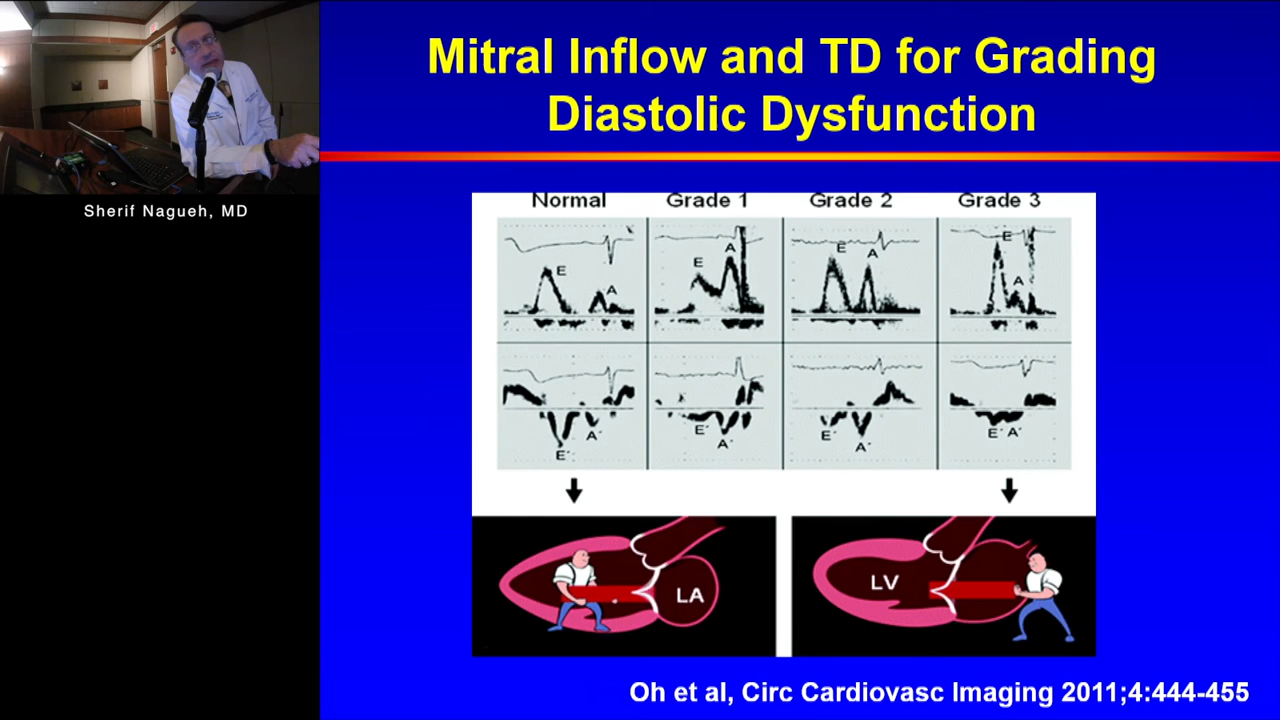 Mitral Inflow and TD for Grading
Diastolic Dysfunction
Sherif Nagueh, MD
Normal Grade 1 Grade 2 Grade 3
E A E A E A E A
E' A' E' A' E' A' E' A'
LA
LV
Oh et al, Circ Cardiovasc Imaging 2011;4:444-455